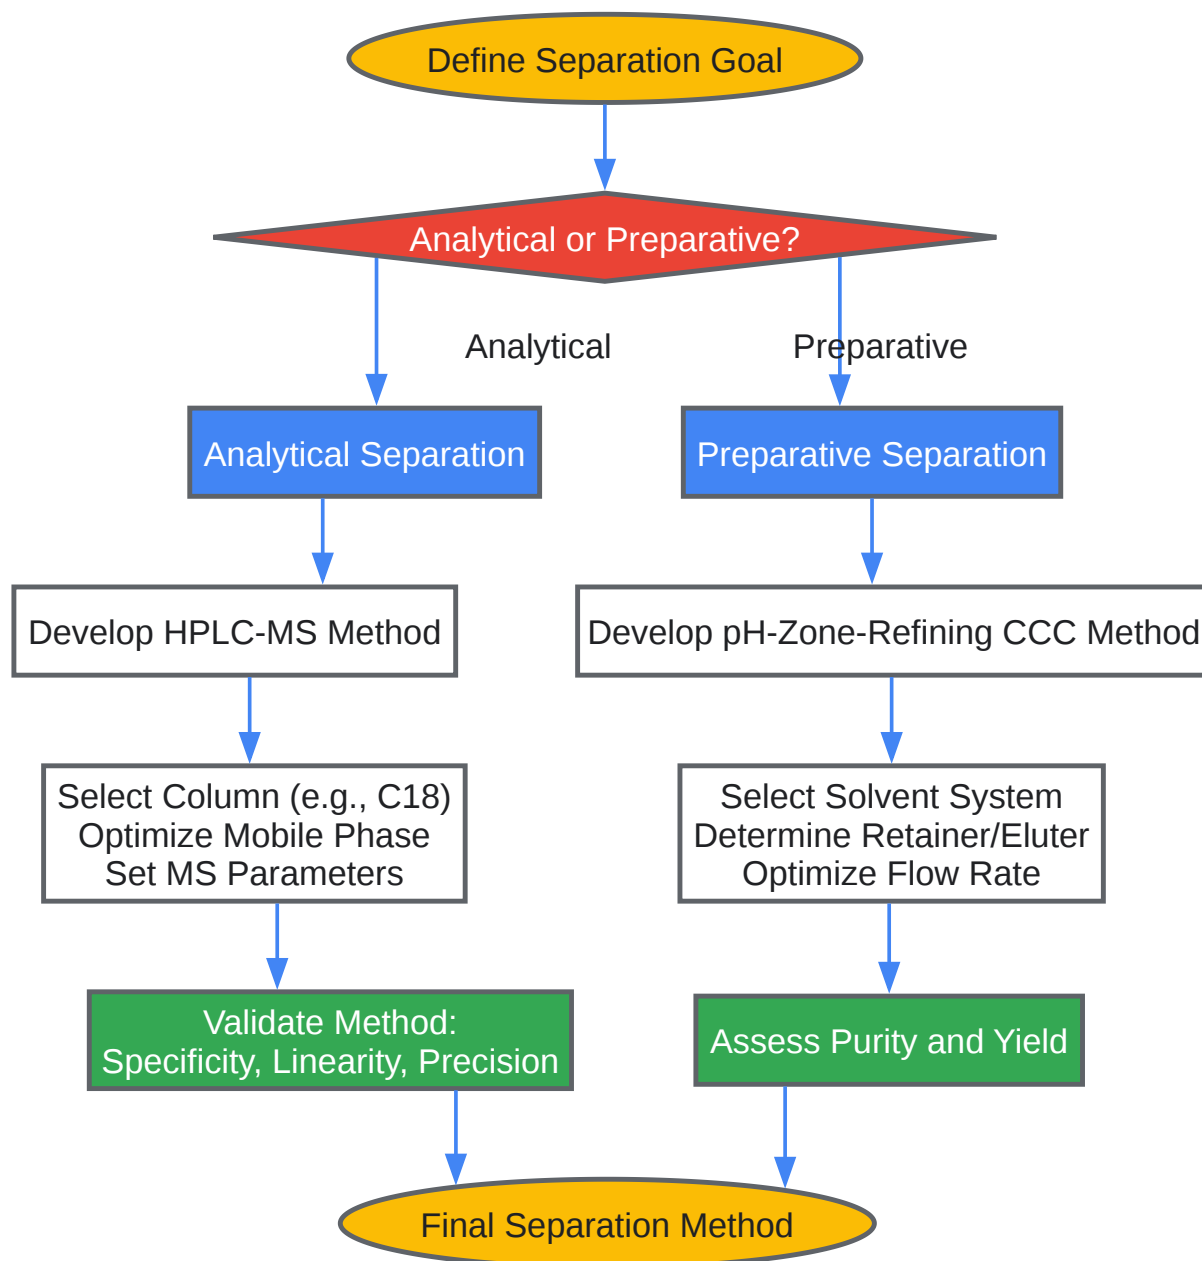 Define Separation Goal
Analytical or Preparative?
Analytical
Preparative
Analytical Separation
Preparative Separation
Develop HPLC-MS Method
Develop pH-Zone-Refining CCC Method
Select Column (e.g., C18)
Optimize Mobile Phase
Set MS Parameters
Select Solvent System
Determine Retainer/Eluter
Optimize Flow Rate
Validate Method:
Specificity, Linearity, Precision
Assess Purity and Yield
Final Separation Method